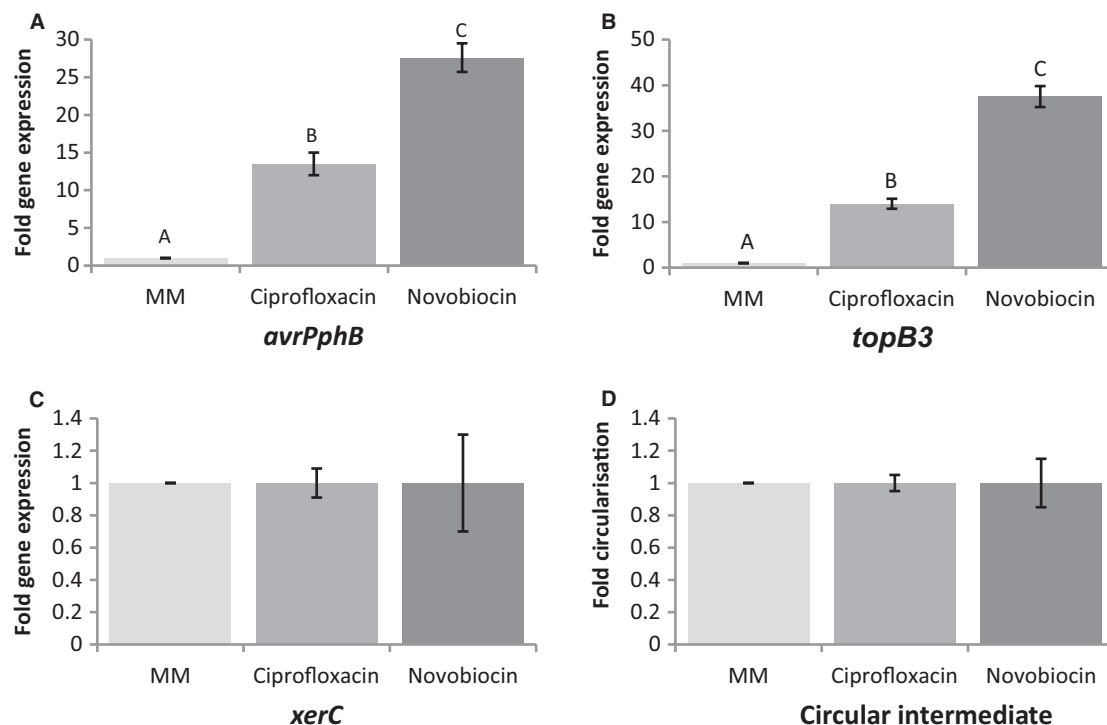 A
Fold gene expression
30
25
20
15
10
5
0
A
B
C
MM Ciprofloxacin Novobiocin
avrPphB
B
Fold gene expression
50
40
30
20
10
0
A
B
C
MM Ciprofloxacin Novobiocin
topB3
C
Fold gene expression
1.4
1.2
1
0.8
0.6
0.4
0.2
0
MM Ciprofloxacin Novobiocin
xerC
D
Fold circularisation
1.4
1.2
1
0.8
0.6
0.4
0.2
0
MM Ciprofloxacin Novobiocin
Circular intermediate